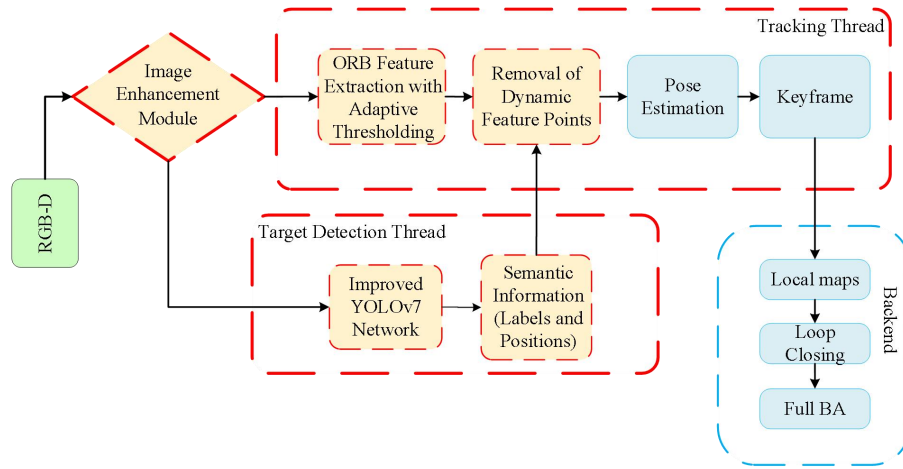 Tracking Thread
Image
Enhancement
Module
ORB Feature
Extraction with
Adaptive
Thresholding
Removal of
Dynamic
Feature Points
Pose
Estimation
Keyframe
RGB-D
Target Detection Thread
Improved
YOLOv7
Network
Semantic
Information
(Labels and
Positions)
Backend
Local maps
Loop
Closing
Full BA